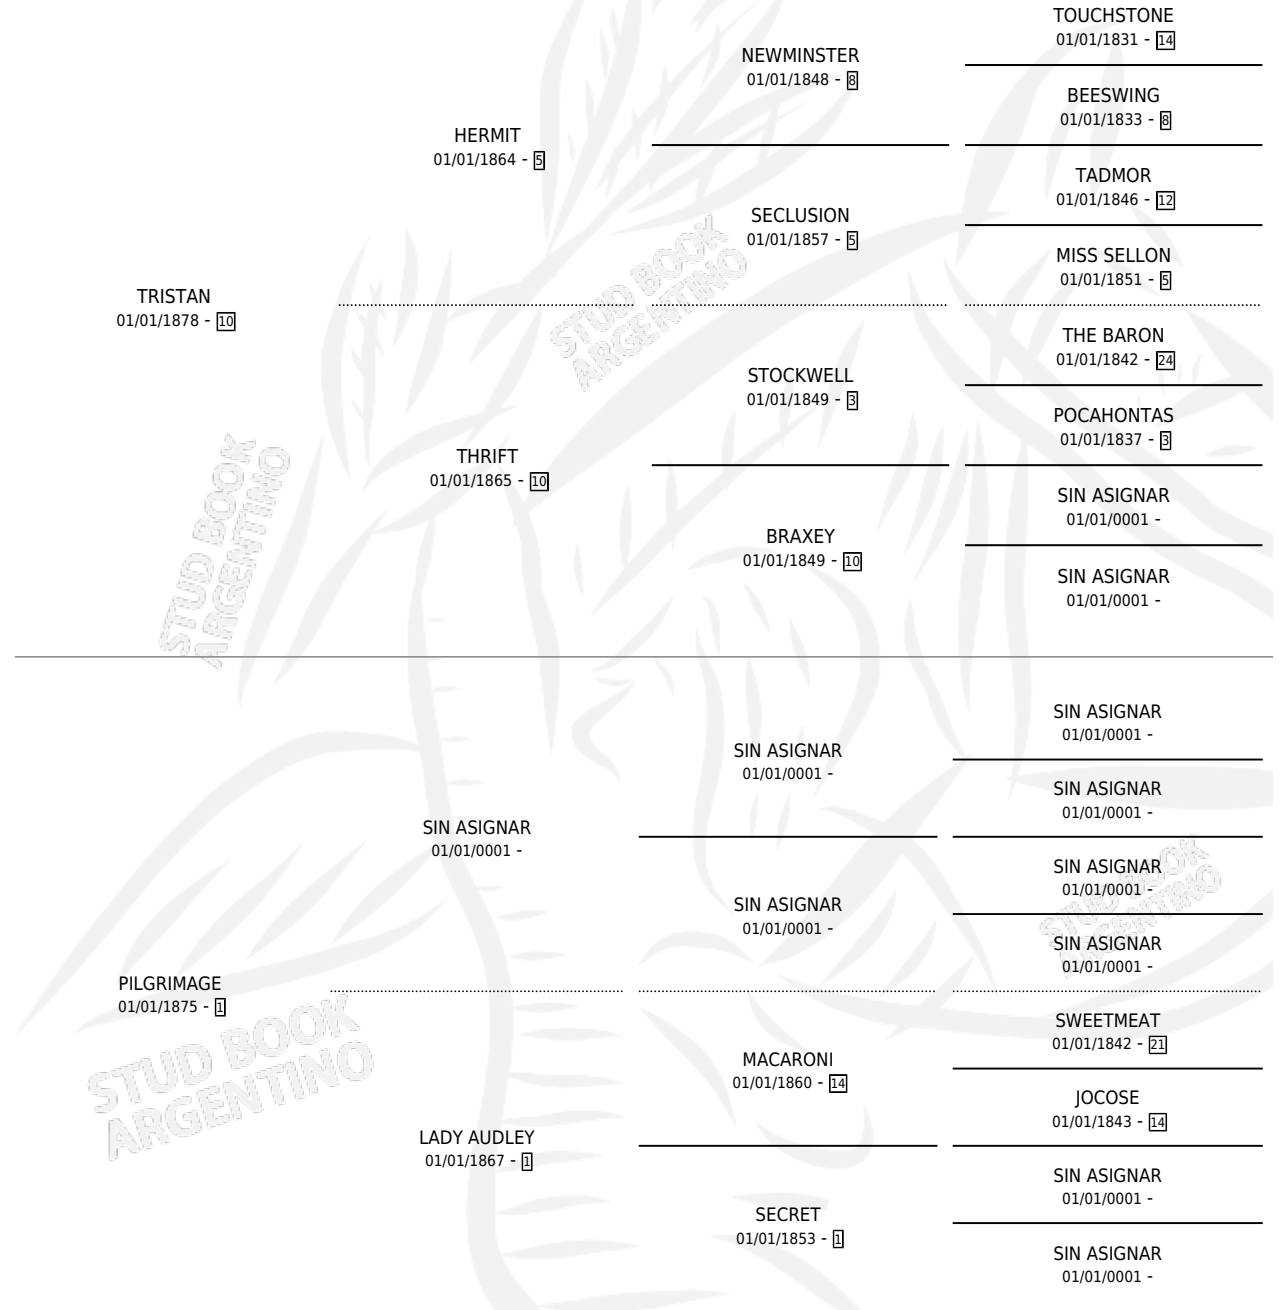 TOUCHSTONE
01/01/1831 - 14
NEWMINSTER
01/01/1848 - 8
BEESWING
01/01/1833 - 8
HERMIT
01/01/1864 - 5
TADMOR
01/01/1846 - 12
SECLUSION
01/01/1857 - 5
MISS SELLON
01/01/1851 - 5
TRISTAN
01/01/1878 - 10
THE BARON
01/01/1842 - 24
STOCKWELL
01/01/1849 - 3
POCAHONTAS
01/01/1837 - 3
THRIFT
01/01/1865 - 10
SIN ASIGNAR
01/01/0001 -
BRAXEY
01/01/1849 - 10
SIN ASIGNAR
01/01/0001 -
SIN ASIGNAR
01/01/0001 -
SIN ASIGNAR
01/01/0001 -
SIN ASIGNAR
01/01/0001 -
SIN ASIGNAR
01/01/0001 -
SIN ASIGNAR
01/01/0001 -
SIN ASIGNAR
01/01/0001 -
SIN ASIGNAR
01/01/0001 -
PILGRIMAGE
01/01/1875 - 1
SWEETMEAT
01/01/1842 - 21
MACARONI
01/01/1860 - 14
JOCOSE
01/01/1843 - 14
LADY AUDLEY
01/01/1867 - 1
SIN ASIGNAR
01/01/0001 -
SECRET
01/01/1853 - 1
SIN ASIGNAR
01/01/0001 -
STUD BOOK
ARGENTINO
STUD BOOK
ARGENTINO
STUD BOOK
ARGENTINO
STUD BOOK
ARGENTINO